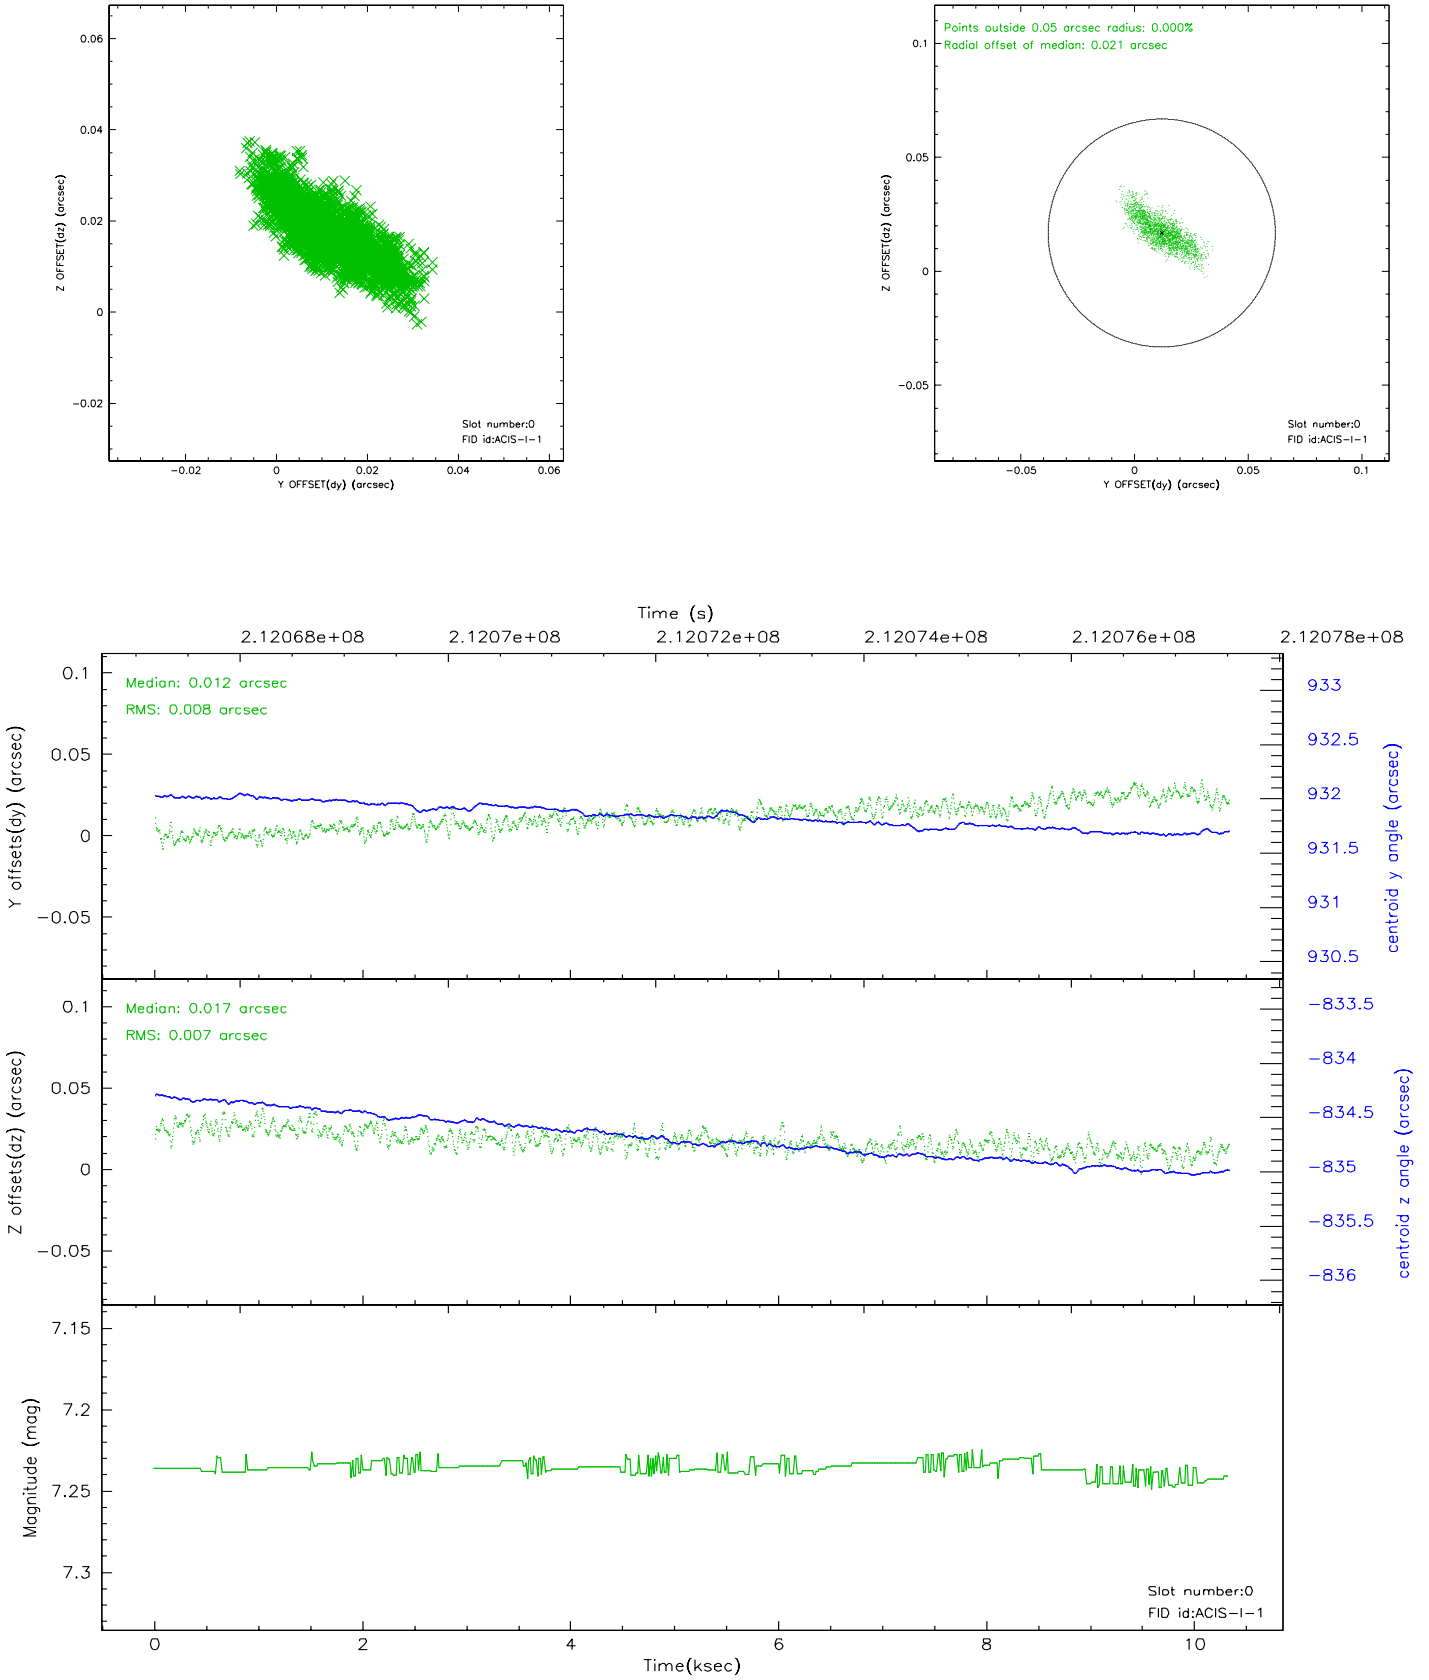 0.06
0.04
0.02
0
−0.02
Z OFFSET(dz) (arcsec)
Slot number:0
FID id:ACIS−I−1
−0.02 0 0.02 0.04 0.06
Y OFFSET(dy) (arcsec)
Points outside 0.05 arcsec radius: 0.000%
Radial offset of median: 0.021 arcsec
0.1
0.05
0
−0.05
Z OFFSET(dz) (arcsec)
Slot number:0
FID id:ACIS−I−1
−0.05 0 0.05 0.1
Y OFFSET(dy) (arcsec)
Time (s)
2.12068e+08 2.1207e+08 2.12072e+08 2.12074e+08 2.12076e+08 2.12078e+08
Median: 0.012 arcsec
RMS: 0.008 arcsec
0.1
0.05
0
−0.05
Y offsets(dy) (arcsec)
933
932.5
932
931.5
931
930.5
centroid y angle (arcsec)
Median: 0.017 arcsec
RMS: 0.007 arcsec
0.1
0.05
0
−0.05
Z offsets(dz) (arcsec)
−833.5
−834
−834.5
−835
−835.5
−836
centroid z angle (arcsec)
7.15
7.2
7.25
7.3
Magnitude (mag)
Slot number:0
FID id:ACIS−I−1
0 2 4 6 8 10
Time(ksec)